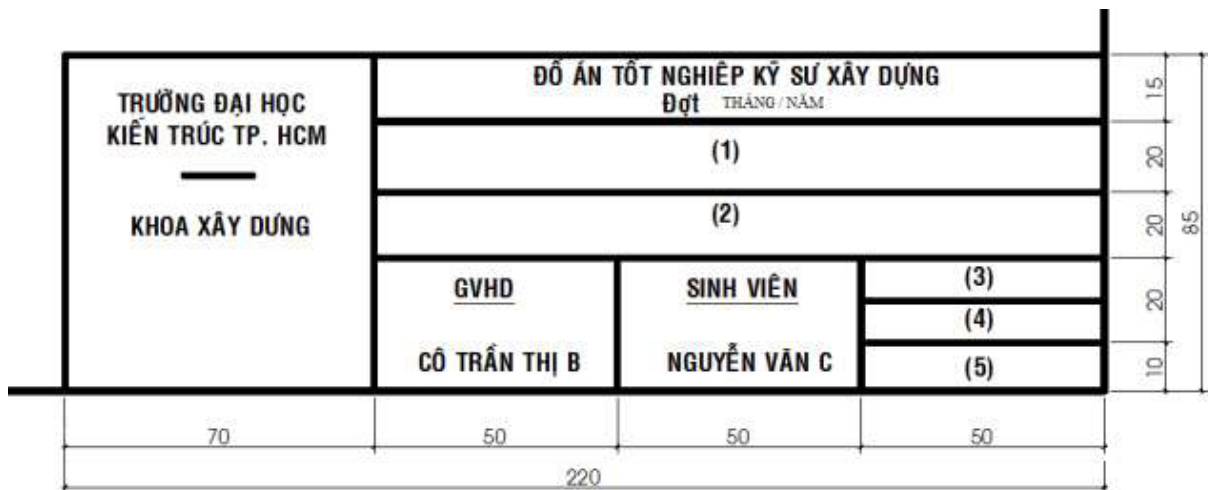 TRƯỜNG ĐẠI HỌC
KIẾN TRÚC TP. HCM
KHOA XÂY DƯNG
ĐỒ ÁN TỐT NGHIÊP KỸ SƯ XÂY DỰNG
Đợt THÁNG / NĂM
(1)
(2)
GVHD
CÔ TRẦN THỊ B
SINH VIÊN
NGUYỄN VĂN C
(3)
(4)
(5)
15
20
20
20
10
85
70
50
50
50
220